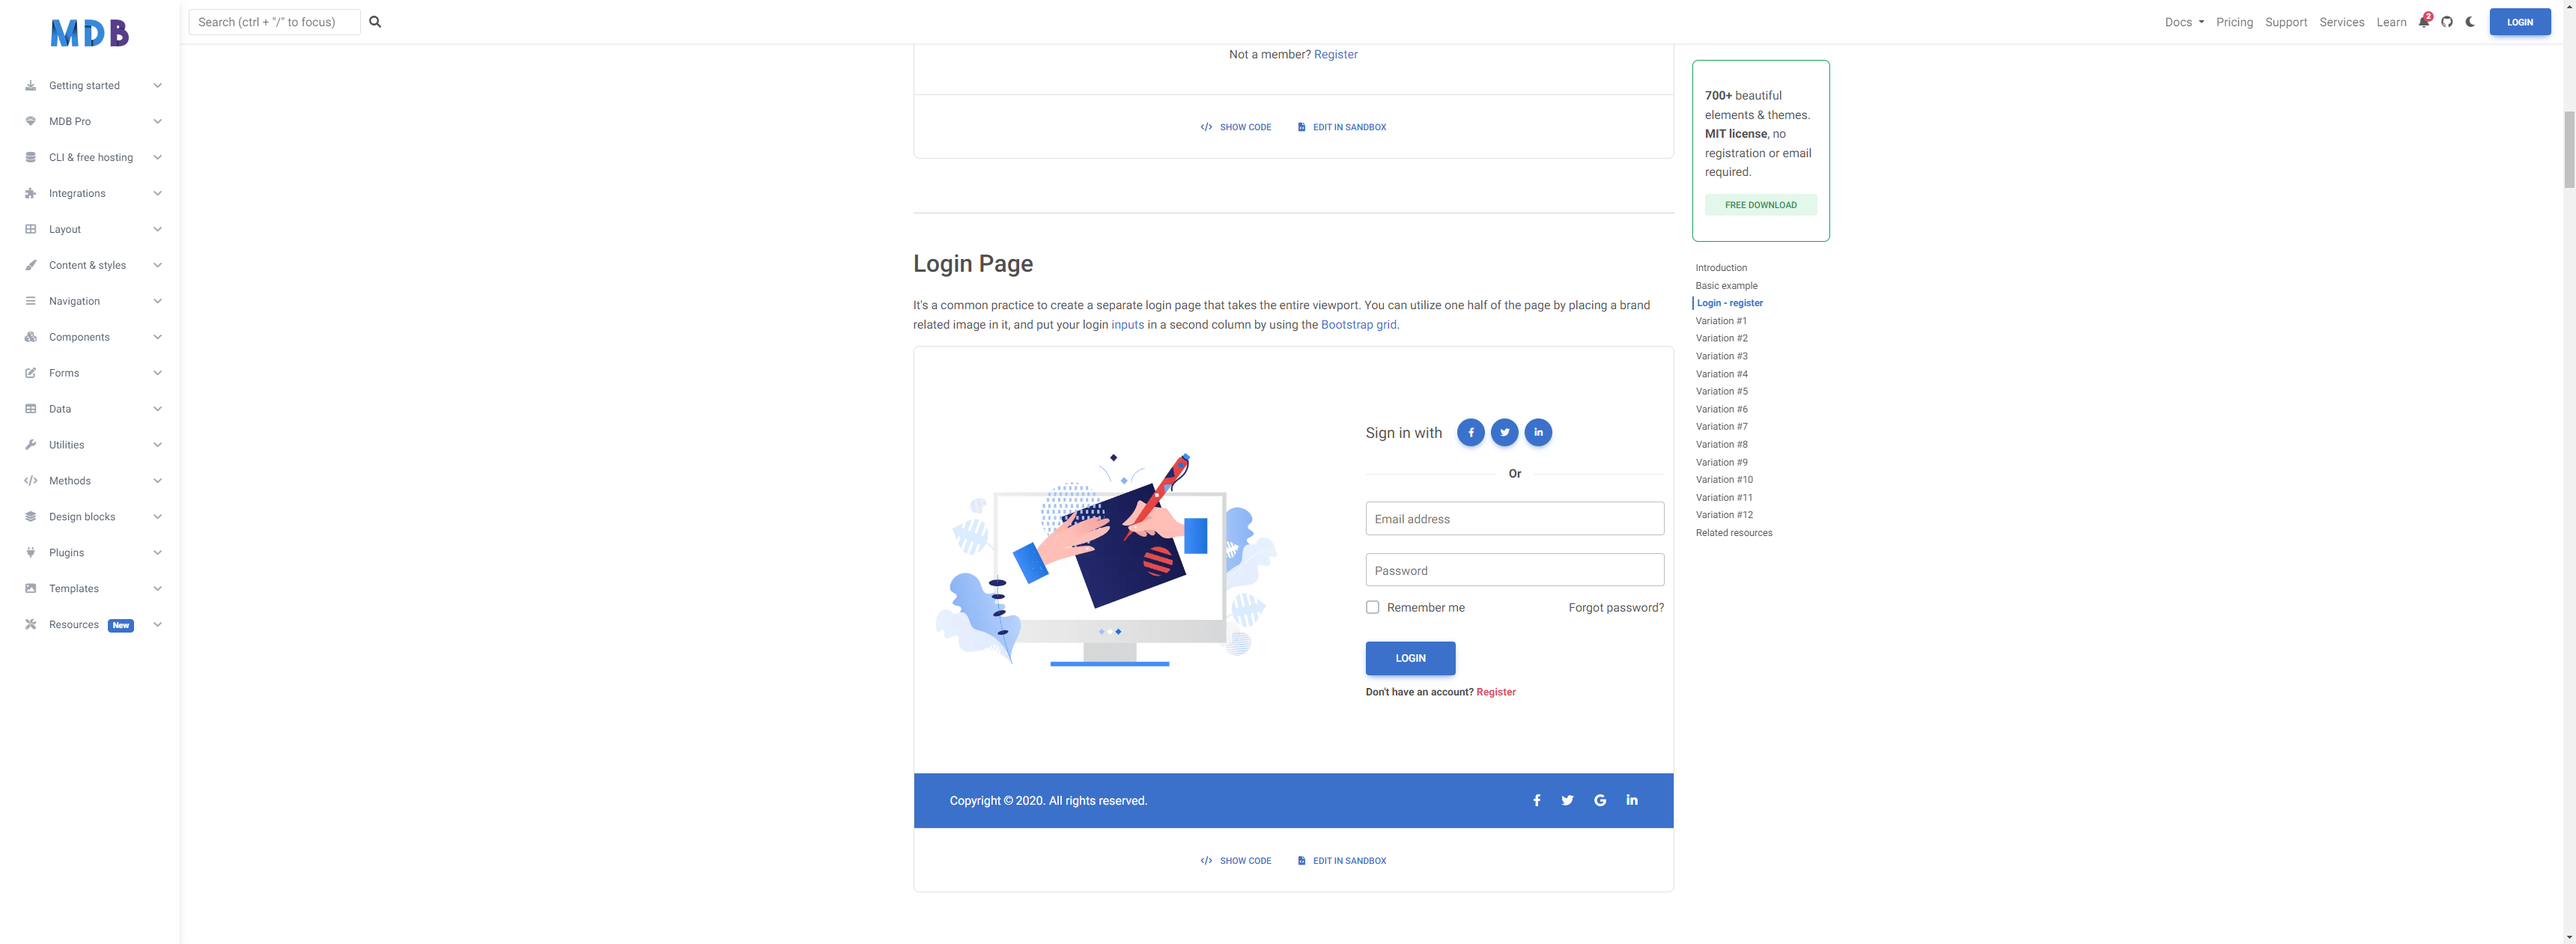 MDB
Search (ctrl + "/" to focus)
Docs
Pricing
Support
Services
Learn
2
LOGIN
Getting started
MDB Pro
CLI & free hosting
Integrations
Layout
Content & styles
Navigation
Components
Forms
Data
Utilities
Methods
Design blocks
Plugins
Templates
Resources New
Not a member? Register
SHOW CODE
EDIT IN SANDBOX
Login Page
It's a common practice to create a separate login page that takes the entire viewport. You can utilize one half of the page by placing a brand
related image in it, and put your login inputs in a second column by using the Bootstrap grid.
Sign in with
Or
Email address
Password
Remember me
Forgot password?
LOGIN
Don't have an account? Register
Copyright © 2020. All rights reserved.
SHOW CODE
EDIT IN SANDBOX
700+ beautiful
elements & themes.
MIT license, no
registration or email
required.
FREE DOWNLOAD
Introduction
Basic example
Login - register
Variation #1
Variation #2
Variation #3
Variation #4
Variation #5
Variation #6
Variation #7
Variation #8
Variation #9
Variation #10
Variation #11
Variation #12
Related resources